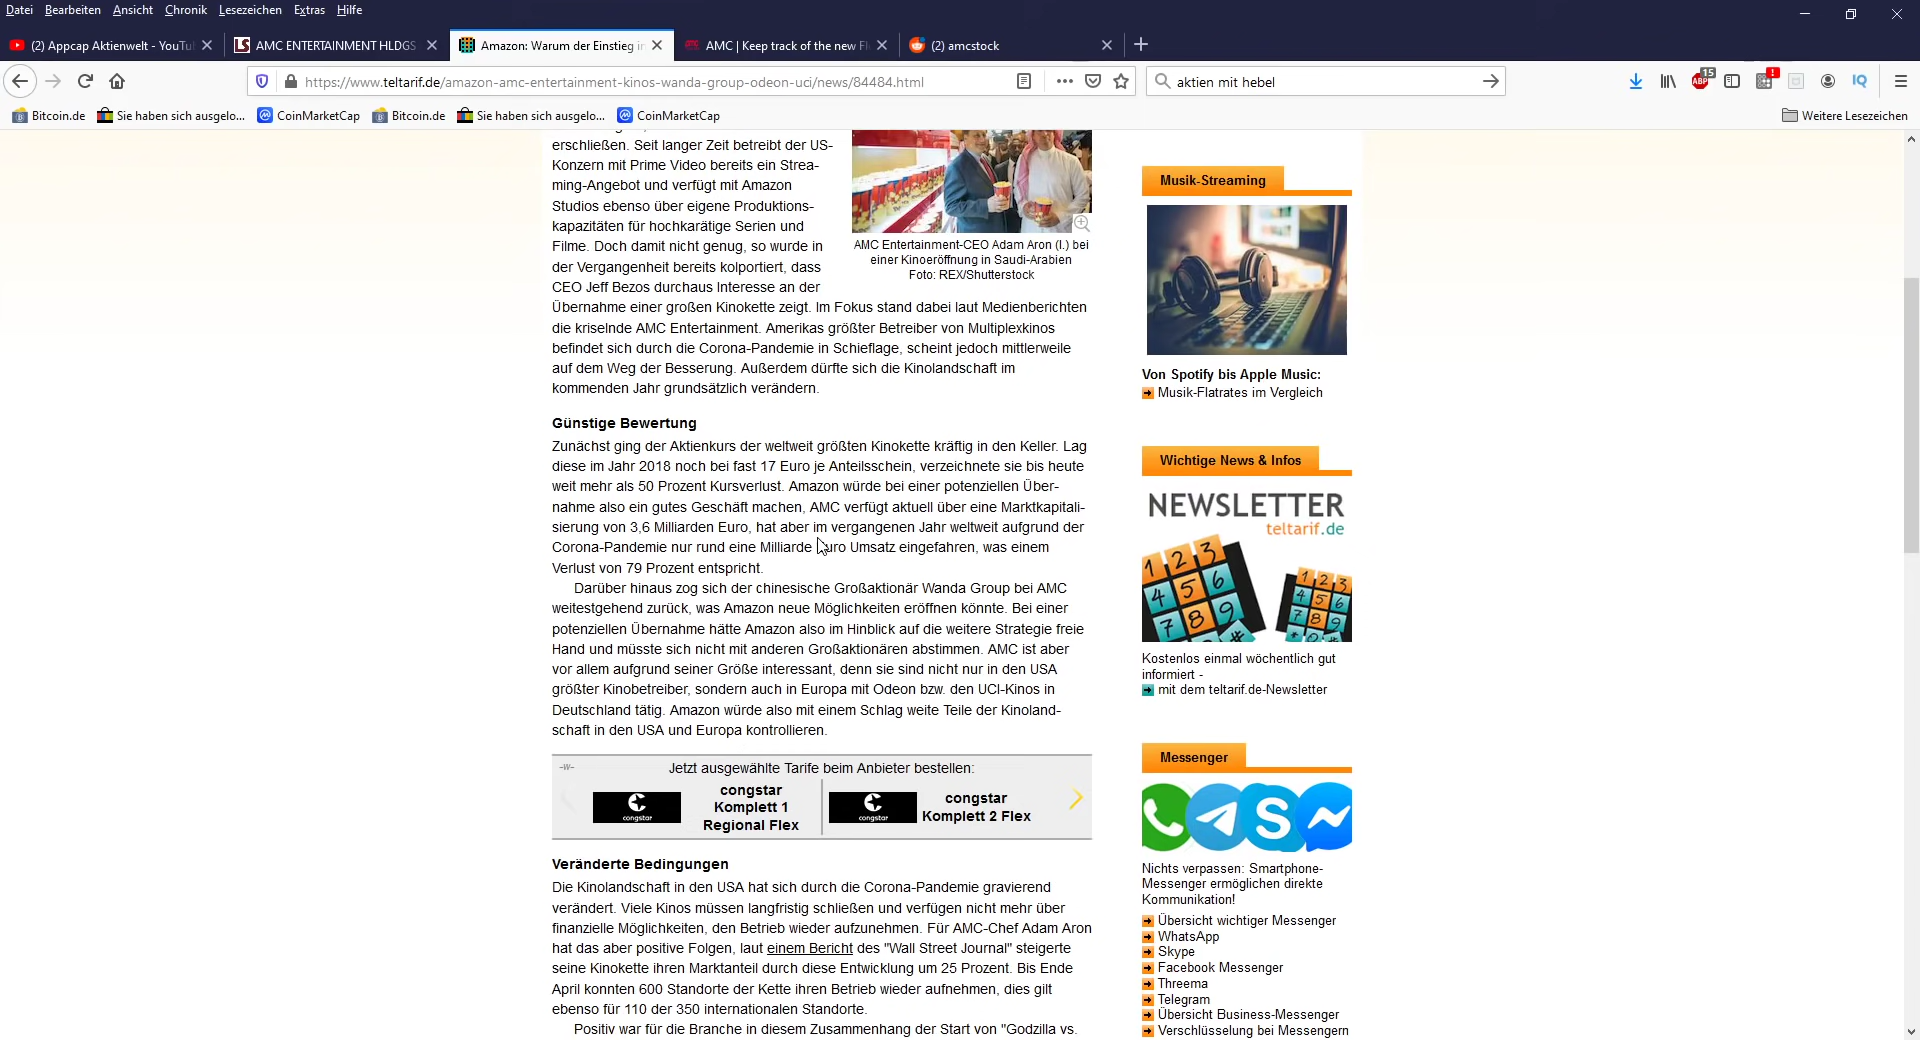 Datei Bearbeiten Ansicht Chronik Lesezeichen Extras Hilfe
(2) Appcap Aktienwelt - YouTu
AMC ENTERTAINMENT HLDGS
Amazon: Warum der Einstieg in
AMC | Keep track of the new F
(2) amcstock
https://www.teltarif.de/amazon-amc-entertainment-kinos-wanda-group-odeon-uci/news/84484.html
aktien mit hebel
ABP 15
!
IQ
Bitcoin.de Sie haben sich ausgelo... CoinMarketCap Bitcoin.de Sie haben sich ausgelo... CoinMarketCap Weitere Lesezeichen
erschließen. Seit langer Zeit betreibt der US-
Konzern mit Prime Video bereits ein Strea-
ming-Angebot und verfügt mit Amazon
Studios ebenso über eigene Produktions-
kapazitäten für hochkarätige Serien und
Filme. Doch damit nicht genug, so wurde in
der Vergangenheit bereits kolportiert, dass
CEO Jeff Bezos durchaus Interesse an der
Übernahme einer großen Kinokette zeigt. Im Fokus stand dabei laut Medienberichten
die kriselnde AMC Entertainment. Amerikas größter Betreiber von Multiplexkinos
befindet sich durch die Corona-Pandemie in Schieflage, scheint jedoch mittlerweile
auf dem Weg der Besserung. Außerdem dürfte sich die Kinolandschaft im
kommenden Jahr grundsätzlich verändern.
AMC Entertainment-CEO Adam Aron (l.) bei
einer Kinoeröffnung in Saudi-Arabien
Foto: REX/Shutterstock
Günstige Bewertung
Zunächst ging der Aktienkurs der weltweit größten Kinokette kräftig in den Keller. Lag
diese im Jahr 2018 noch bei fast 17 Euro je Anteilsschein, verzeichnete sie bis heute
weit mehr als 50 Prozent Kursverlust. Amazon würde bei einer potenziellen Über-
nahme also ein gutes Geschäft machen, AMC verfügt aktuell über eine Marktkapitali-
sierung von 3,6 Milliarden Euro, hat aber im vergangenen Jahr weltweit aufgrund der
Corona-Pandemie nur rund eine Milliarde Euro Umsatz eingefahren, was einem
Verlust von 79 Prozent entspricht.
Darüber hinaus zog sich der chinesische Großaktionär Wanda Group bei AMC
weitestgehend zurück, was Amazon neue Möglichkeiten eröffnen könnte. Bei einer
potenziellen Übernahme hätte Amazon also im Hinblick auf die weitere Strategie freie
Hand und müsste sich nicht mit anderen Großaktionären abstimmen. AMC ist aber
vor allem aufgrund seiner Größe interessant, denn sie sind nicht nur in den USA
größter Kinobetreiber, sondern auch in Europa mit Odeon bzw. den UCI-Kinos in
Deutschland tätig. Amazon würde also mit einem Schlag weite Teile der Kinoland-
schaft in den USA und Europa kontrollieren.
-w-
Jetzt ausgewählte Tarife beim Anbieter bestellen:
congstar
congstar
Komplett 1
Regional Flex
congstar
congstar
Komplett 2 Flex
Veränderte Bedingungen
Die Kinolandschaft in den USA hat sich durch die Corona-Pandemie gravierend
verändert. Viele Kinos müssen langfristig schließen und verfügen nicht mehr über
finanzielle Möglichkeiten, den Betrieb wieder aufzunehmen. Für AMC-Chef Adam Aron
hat das aber positive Folgen, laut einem Bericht des "Wall Street Journal" steigerte
seine Kinokette ihren Marktanteil durch diese Entwicklung um 25 Prozent. Bis Ende
April konnten 600 Standorte der Kette ihren Betrieb wieder aufnehmen, dies gilt
ebenso für 110 der 350 internationalen Standorte.
Positiv war für die Branche in diesem Zusammenhang der Start von "Godzilla vs.
Musik-Streaming
Von Spotify bis Apple Music:
Musik-Flatrates im Vergleich
Wichtige News & Infos
NEWSLETTER
teltarif.de
1 2 3
4 5 6
7 8 9
#
1 2 3
4 5 6
7 8 9
#
Kostenlos einmal wöchentlich gut
informiert -
mit dem teltarif.de-Newsletter
Messenger
Nichts verpassen: Smartphone-
Messenger ermöglichen direkte
Kommunikation!
Übersicht wichtiger Messenger
WhatsApp
Skype
Facebook Messenger
Threema
Telegram
Übersicht Business-Messenger
Verschlüsselung bei Messengern